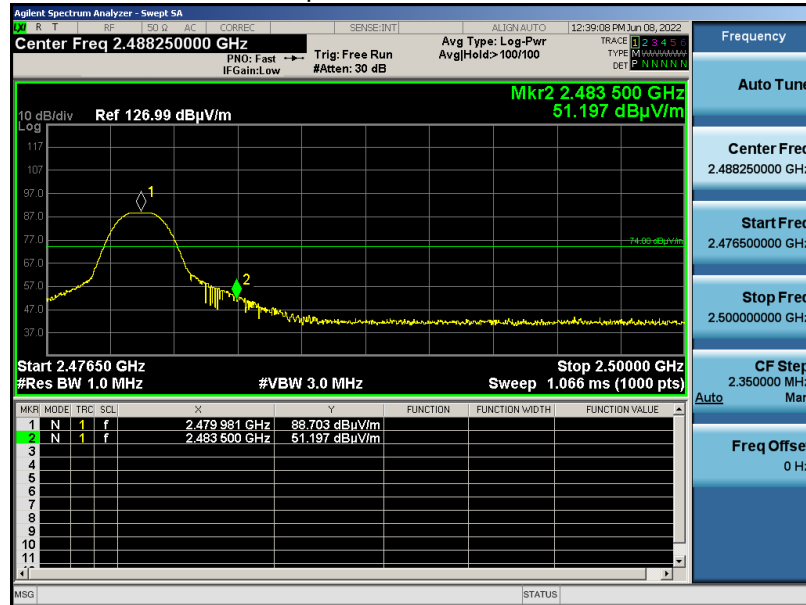 Agilent Spectrum Analyzer - Swept SA
LXI R T RF 50 Ω AC CORREC SENSE:INT ALIGN AUTO 12:39:08 PM Jun 08, 2022
Center Freq 2.488250000 GHz
PNO: Fast
IFGain:Low
Trig: Free Run
#Atten: 30 dB
Avg Type: Log-Pwr
Avg|Hold:> 100/100
TRACE 1 2 3 4 5 6
TYPE M
DET P N N N N N
Mkr2 2.483 500 GHz
51.197 dBµV/m
10 dB/div Ref 126.99 dBµV/m
Log
117
107
97.0
87.0
77.0
67.0
57.0
47.0
37.0
1
2
74.00 dBµV/m
Start 2.47650 GHz Stop 2.50000 GHz
#Res BW 1.0 MHz #VBW 3.0 MHz Sweep 1.066 ms (1000 pts)
MKR MODE TRC SCL X Y FUNCTION FUNCTION WIDTH FUNCTION VALUE
1 N 1 f 2.479 981 GHz 88.703 dBµV/m
2 N 1 f 2.483 500 GHz 51.197 dBµV/m
3
4
5
6
7
8
9
10
11
MSG STATUS
Frequency
Auto Tune
Center Freq
2.488250000 GHz
Start Freq
2.476500000 GHz
Stop Freq
2.500000000 GHz
CF Step
2.350000 MHz
Auto Man
Freq Offset
0 Hz